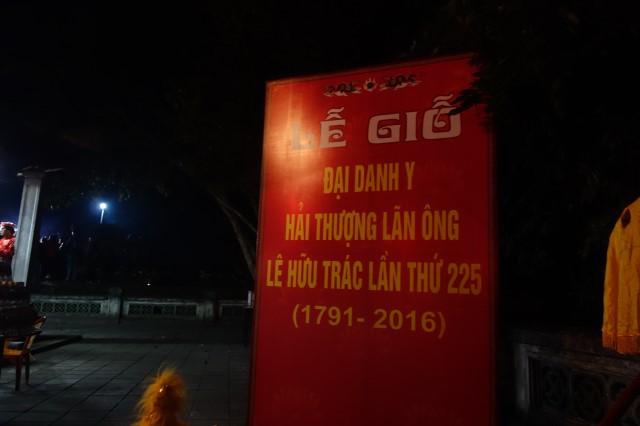 LỄ GIỖ
ĐẠI DANH Y
HẢI THƯỢNG LÃN ÔNG
LÊ HỮU TRÁC LẦN THỨ 225
(1791- 2016)